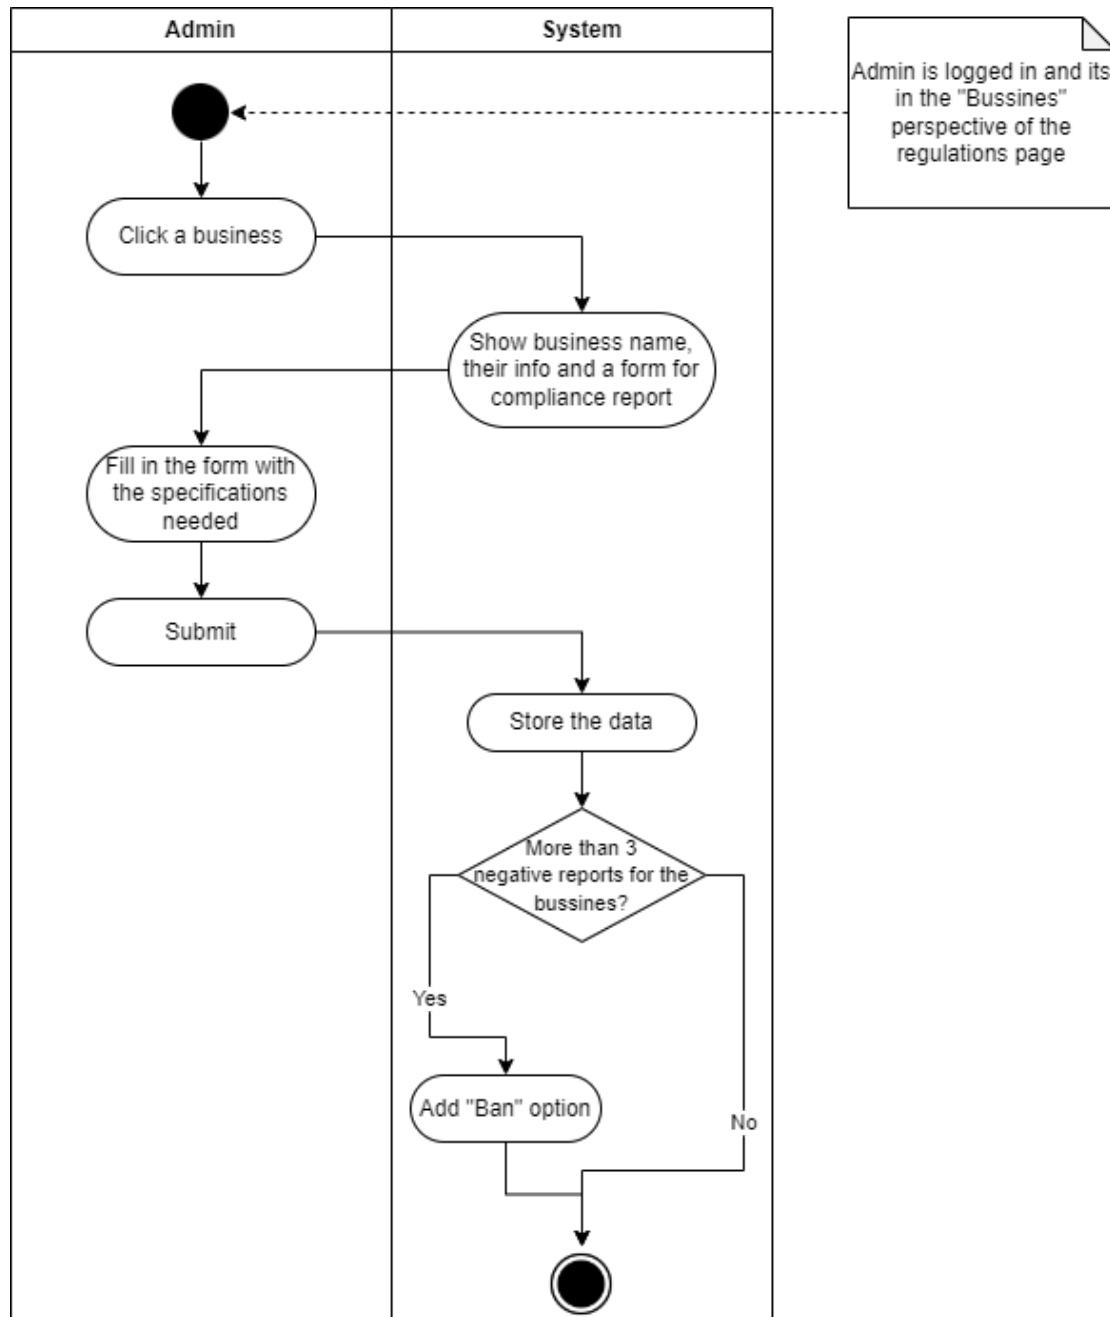 Admin
System
Admin is logged in and its
in the "Bussines"
perspective of the
regulations page
Click a business
Show business name,
their info and a form for
compliance report
Fill in the form with
the specifications
needed
Submit
Store the data
More than 3
negative reports for the
bussines?
Yes
Add "Ban" option
No